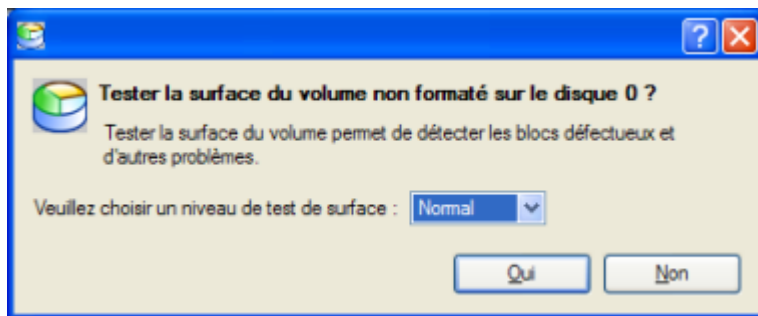 Tester la surface du volume non formaté sur le disque 0 ?
Tester la surface du volume permet de détecter les blocs défectueux et
d'autres problèmes.
Veuillez choisir un niveau de test de surface : Normal
Oui Non